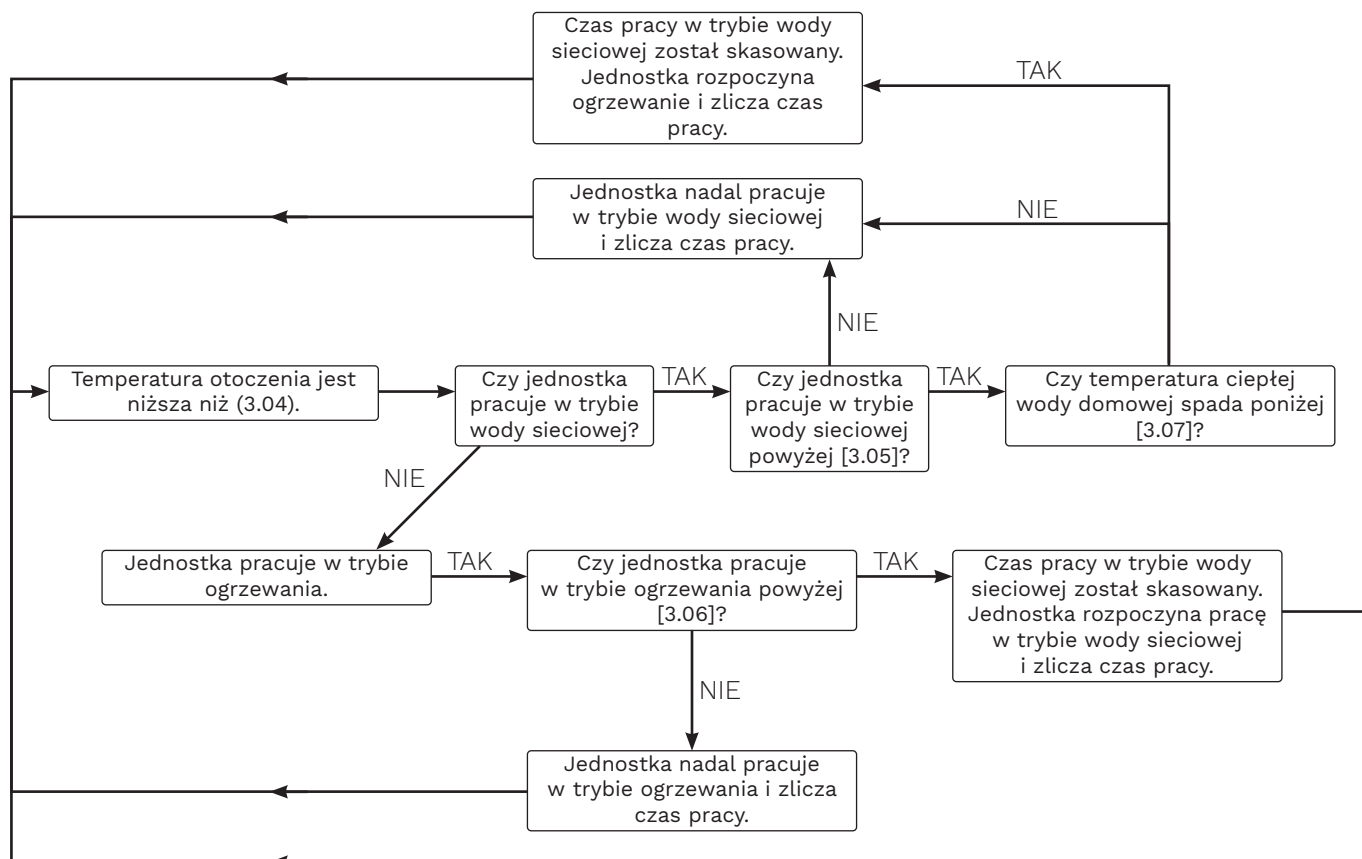 Czas pracy w trybie wody
sieciowej został skasowany.
Jednostka rozpoczyna
ogrzewanie i zlicza czas
pracy.
TAK
Jednostka nadal pracuje
w trybie wody sieciowej
i zlicza czas pracy.
NIE
NIE
Temperatura otoczenia jest
niższa niż (3.04).
Czy jednostka
pracuje w trybie
wody sieciowej?
TAK
Czy jednostka
pracuje w trybie
wody sieciowej
powyżej [3.05]?
TAK
Czy temperatura ciepłej
wody domowej spada poniżej
[3.07]?
NIE
Jednostka pracuje w trybie
ogrzewania.
TAK
Czy jednostka pracuje
w trybie ogrzewania powyżej
[3.06]?
TAK
Czas pracy w trybie wody
sieciowej został skasowany.
Jednostka rozpoczyna pracę
w trybie wody sieciowej
i zlicza czas pracy.
NIE
Jednostka nadal pracuje
w trybie ogrzewania i zlicza
czas pracy.